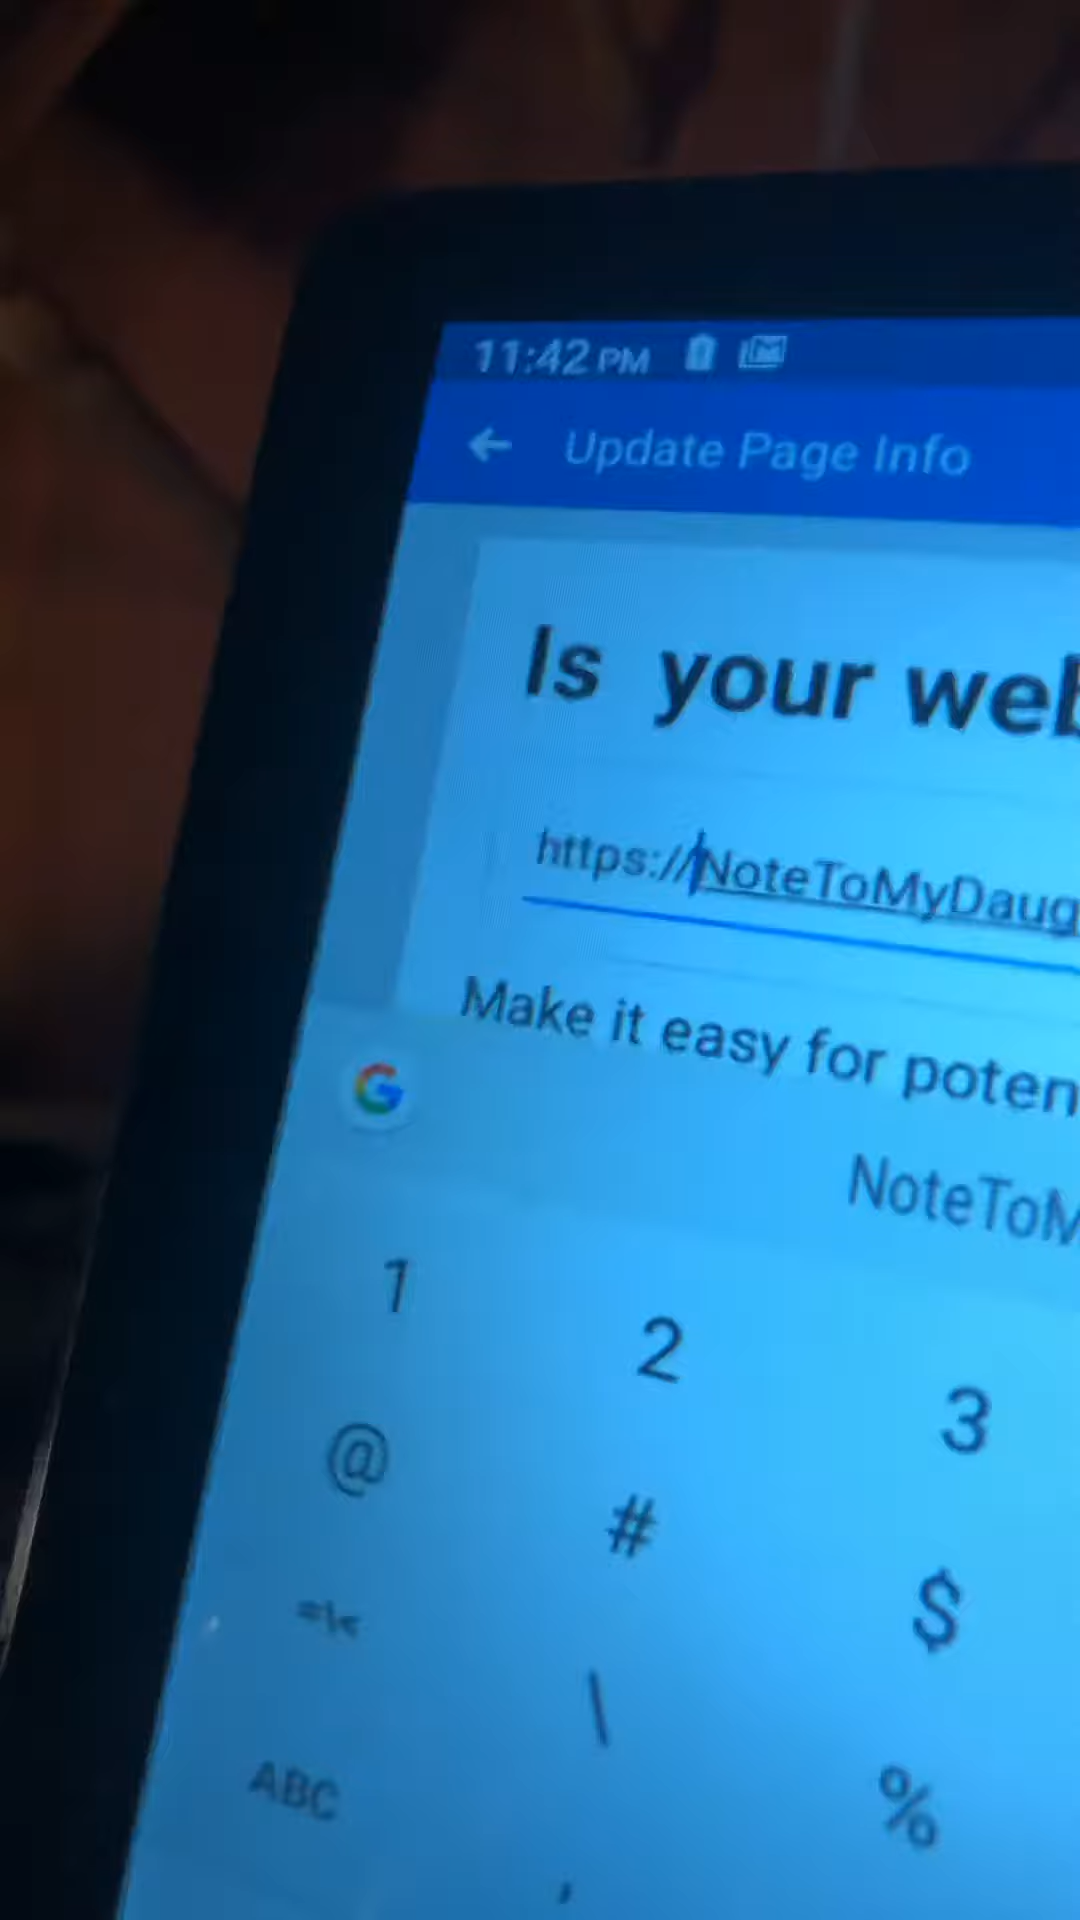 11:42 PM
Update Page Info
Is your web
https://NoteToMyDaug
Make it easy for poten
G
NoteToM
1
2
3
@
#
$
=\<
\
%
ABC
,